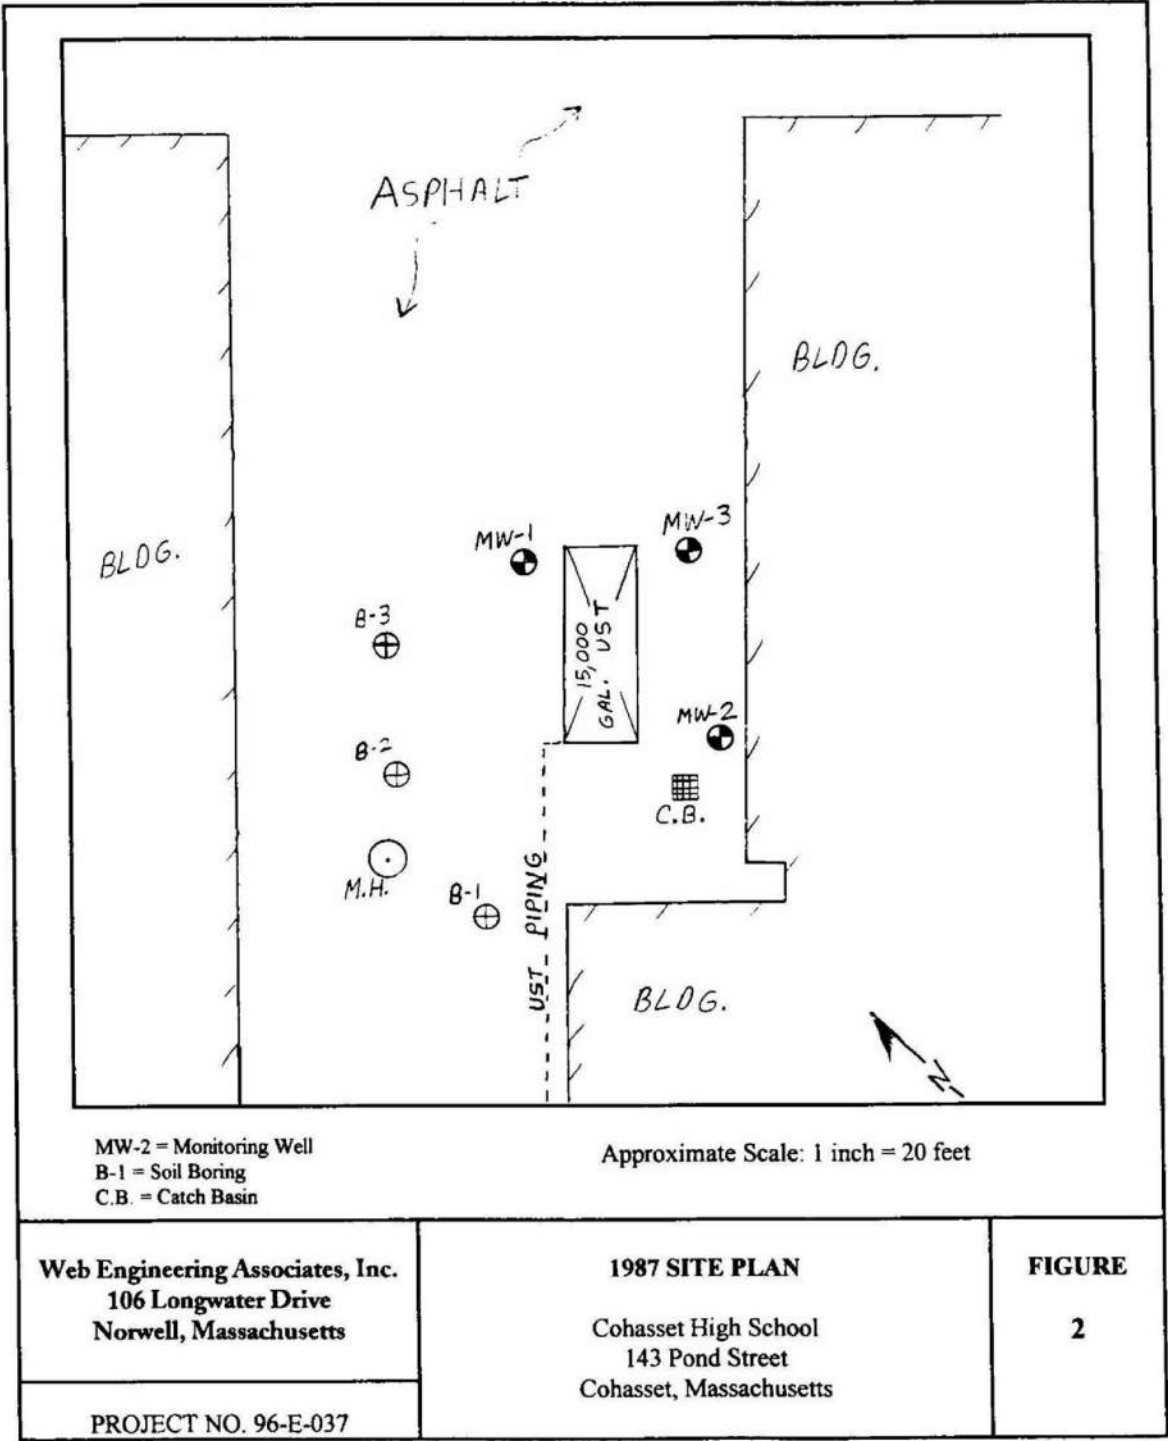 ASPHALT
BLDG.
BLDG.
MW-1
MW-3
B-3
15,000
GAL. UST
MW-2
B-2
C.B.
M.H.
B-1
UST PIPING
BLDG.
N
MW-2 = Monitoring Well
B-1 = Soil Boring
C.B. = Catch Basin
Approximate Scale: 1 inch = 20 feet
Web Engineering Associates, Inc.
106 Longwater Drive
Norwell, Massachusetts
PROJECT NO. 96-E-037
1987 SITE PLAN
Cohasset High School
143 Pond Street
Cohasset, Massachusetts
FIGURE
2